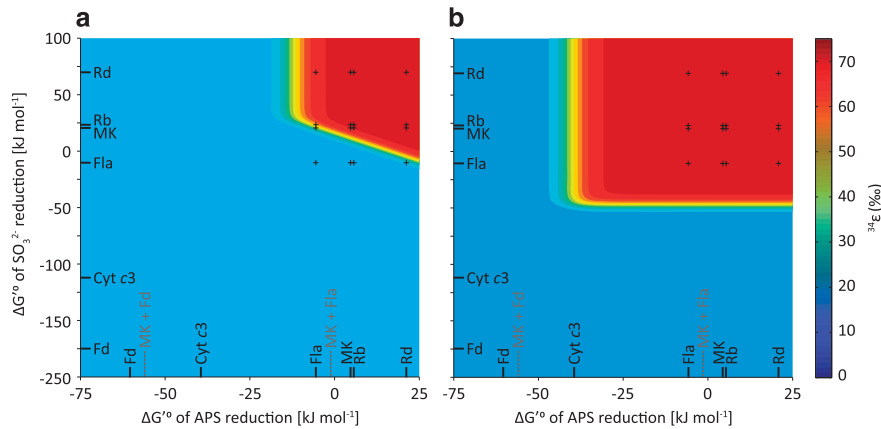 a
b
ΔG'º of SO₃²⁻ reduction [kJ mol⁻¹]
100
50
0
-50
-100
-150
-200
-250
Rd
Rb
MK
Fla
Cyt c3
Fd
Fd
MK + Fd
Cyt c3
Fla
MK + Fla
MK
Rb
Rd
-75
-50
-25
0
25
ΔG'º of APS reduction [kJ mol⁻¹]
Rd
Rb
MK
Fla
Cyt c3
Fd
Fd
MK + Fd
Cyt c3
Fla
MK + Fla
MK
Rb
Rd
-75
-50
-25
0
25
ΔG'º of APS reduction [kJ mol⁻¹]
70
60
50
40
30
20
10
0
³⁴ε (‰)